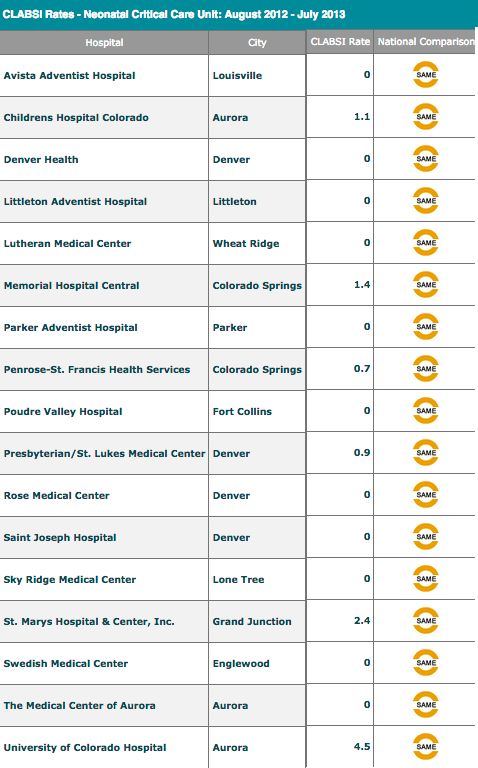 CLABSI Rates - Neonatal Critical Care Unit: August 2012 - July 2013
Hospital City CLABSI Rate National Comparison
Avista Adventist Hospital Louisville 0 SAME
Childrens Hospital Colorado Aurora 1.1 SAME
Denver Health Denver 0 SAME
Littleton Adventist Hospital Littleton 0 SAME
Lutheran Medical Center Wheat Ridge 0 SAME
Memorial Hospital Central Colorado Springs 1.4 SAME
Parker Adventist Hospital Parker 0 SAME
Penrose-St. Francis Health Services Colorado Springs 0.7 SAME
Poudre Valley Hospital Fort Collins 0 SAME
Presbyterian/St. Lukes Medical Center Denver 0.9 SAME
Rose Medical Center Denver 0 SAME
Saint Joseph Hospital Denver 0 SAME
Sky Ridge Medical Center Lone Tree 0 SAME
St. Marys Hospital & Center, Inc. Grand Junction 2.4 SAME
Swedish Medical Center Englewood 0 SAME
The Medical Center of Aurora Aurora 0 SAME
University of Colorado Hospital Aurora 4.5 SAME